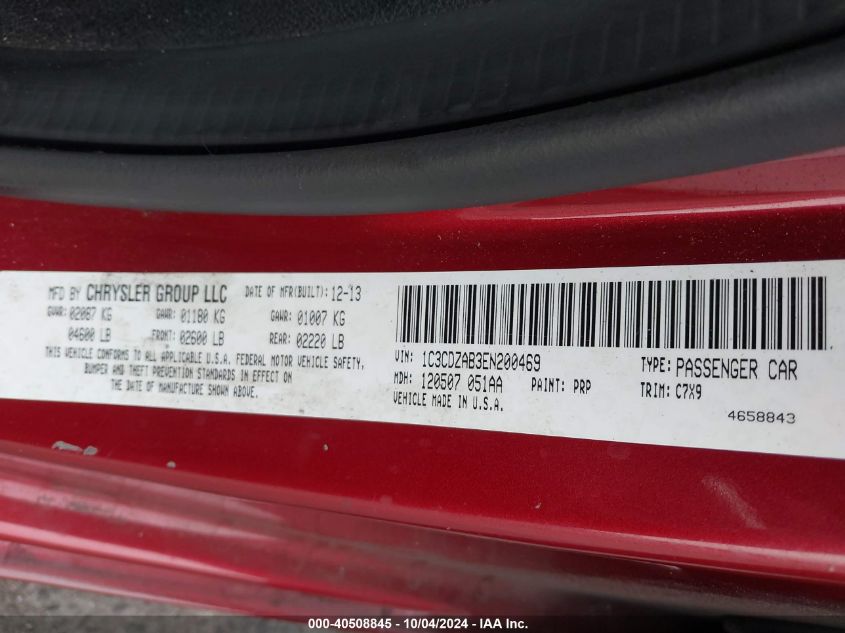 MFD BY CHRYSLER GROUP LLC DATE OF MFR(BUILT): 12-13
GVWR: 02087 KG GAWR: 01180 KG GAWR: 01007 KG
04600 LB FRONT: 02600 LB REAR: 02220 LB
THIS VEHICLE CONFORMS TO ALL APPLICABLE U.S.A. FEDERAL MOTOR VEHICLE SAFETY,
BUMPER AND THEFT PREVENTION STANDARDS IN EFFECT ON
THE DATE OF MANUFACTURE SHOWN ABOVE.
VIN: 1C3CDZAB3EN200469 TYPE: PASSENGER CAR
MDH: 120507 051AA PAINT: PRP TRIM: C7X9
VEHICLE MADE IN U.S.A.
4658843
000-40508845 - 10/04/2024 - IAA Inc.